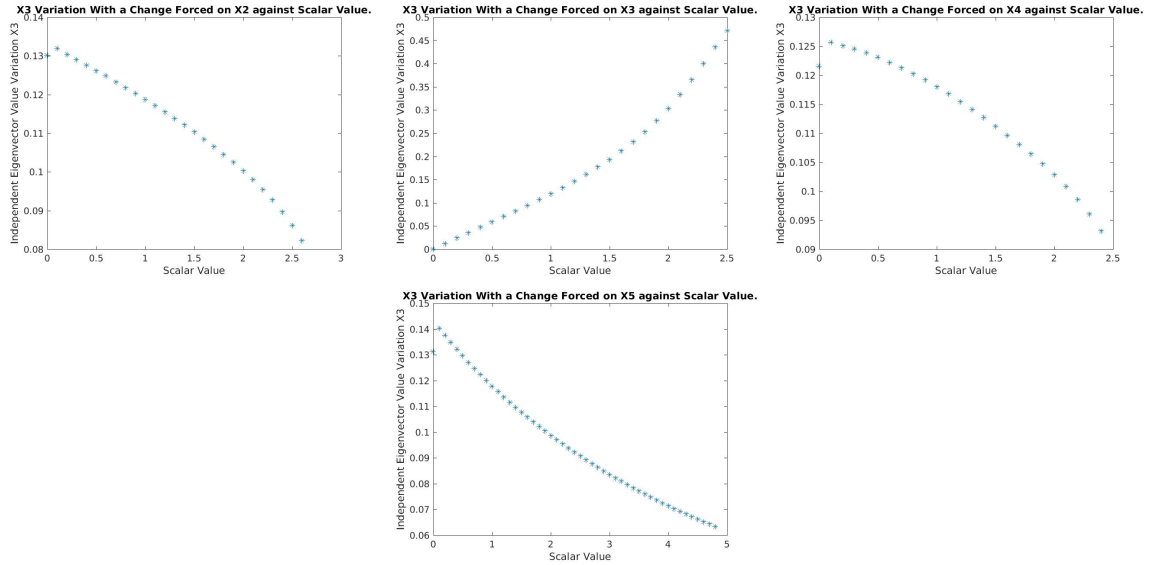 X3 Variation With a Change Forced on X2 against Scalar Value.
Independent Eigenvector Value Variation X3
0.14
0.13
0.12
0.11
0.1
0.09
0.08
0 0.5 1 1.5 2 2.5 3
Scalar Value
X3 Variation With a Change Forced on X3 against Scalar Value.
Independent Eigenvector Value Variation X3
0.5
0.45
0.4
0.35
0.3
0.25
0.2
0.15
0.1
0.05
0
0 0.5 1 1.5 2 2.5
Scalar Value
X3 Variation With a Change Forced on X4 against Scalar Value.
Independent Eigenvector Value Variation X3
0.13
0.125
0.12
0.115
0.11
0.105
0.1
0.095
0.09
0 0.5 1 1.5 2 2.5
Scalar Value
X3 Variation With a Change Forced on X5 against Scalar Value.
Independent Eigenvector Value Variation X3
0.15
0.14
0.13
0.12
0.11
0.1
0.09
0.08
0.07
0.06
0 1 2 3 4 5
Scalar Value